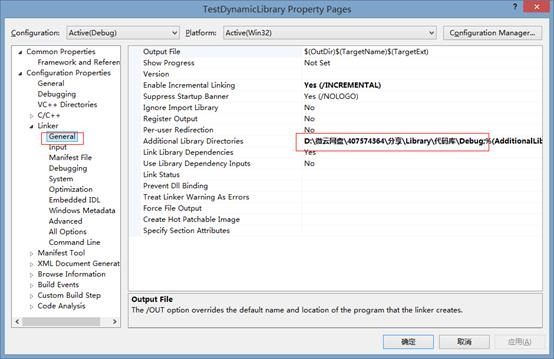 TestDynamicLibrary Property Pages
Configuration: Active(Debug) Platform: Active(Win32) Configuration Manager...
Common Properties
Framework and Referen
Configuration Properties
General
Debugging
VC++ Directories
C/C++
Linker
General
Input
Manifest File
Debugging
System
Optimization
Embedded IDL
Windows Metadata
Advanced
All Options
Command Line
Manifest Tool
XML Document Generat
Browse Information
Build Events
Custom Build Step
Code Analysis
Output File $(OutDir)$(TargetName)$(TargetExt)
Show Progress Not Set
Version
Enable Incremental Linking Yes (/INCREMENTAL)
Suppress Startup Banner Yes (/NOLOGO)
Ignore Import Library No
Register Output No
Per-user Redirection No
Additional Library Directories D:\微云网盘\407574364\分享\Library\代码库\Debug;%(AdditionalLib
Link Library Dependencies Yes
Use Library Dependency Inputs No
Link Status
Prevent Dll Binding
Treat Linker Warning As Errors
Force File Output
Create Hot Patchable Image
Specify Section Attributes
Output File
The /OUT option overrides the default name and location of the program that the linker creates.
确定 取消 应用(A)